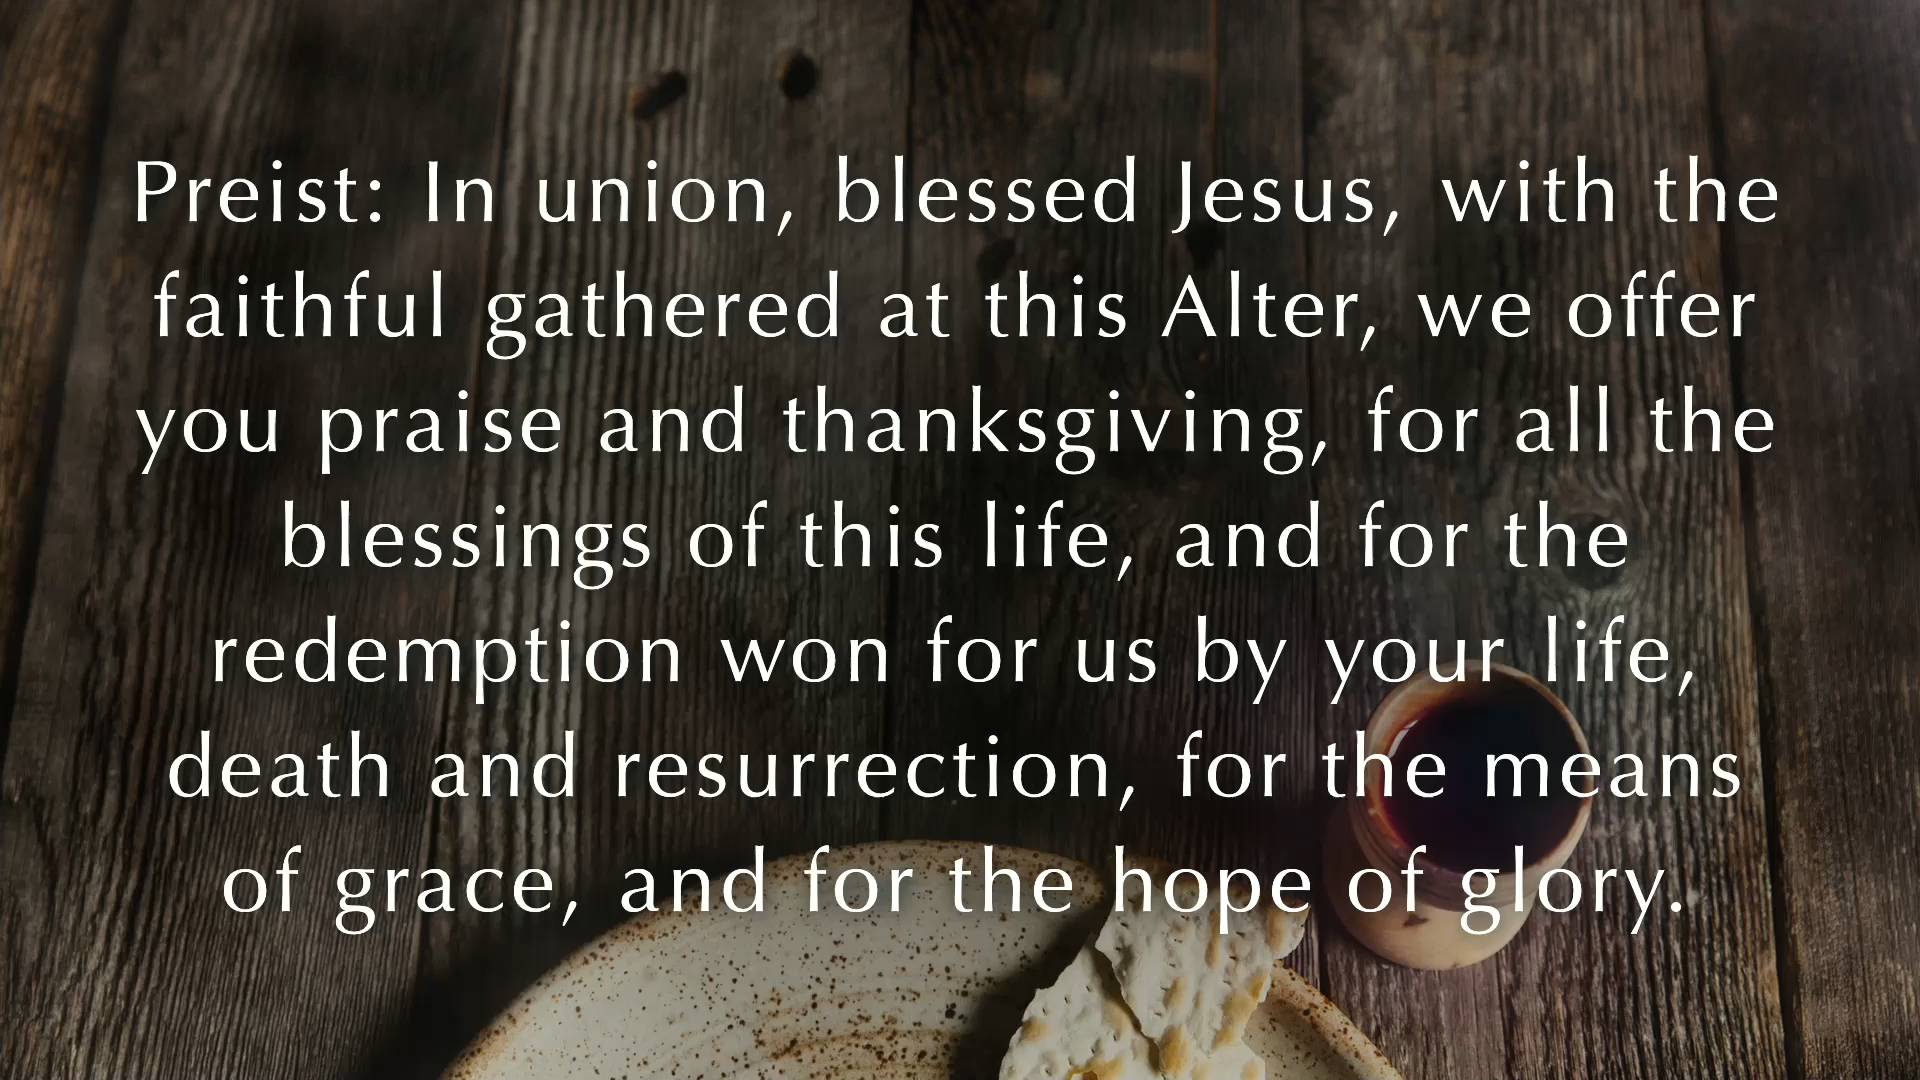 Preist: In union, blessed Jesus, with the
faithful gathered at this Alter, we offer
you praise and thanksgiving, for all the
blessings of this life, and for the
redemption won for us by your life,
death and resurrection, for the means
of grace, and for the hope of glory.